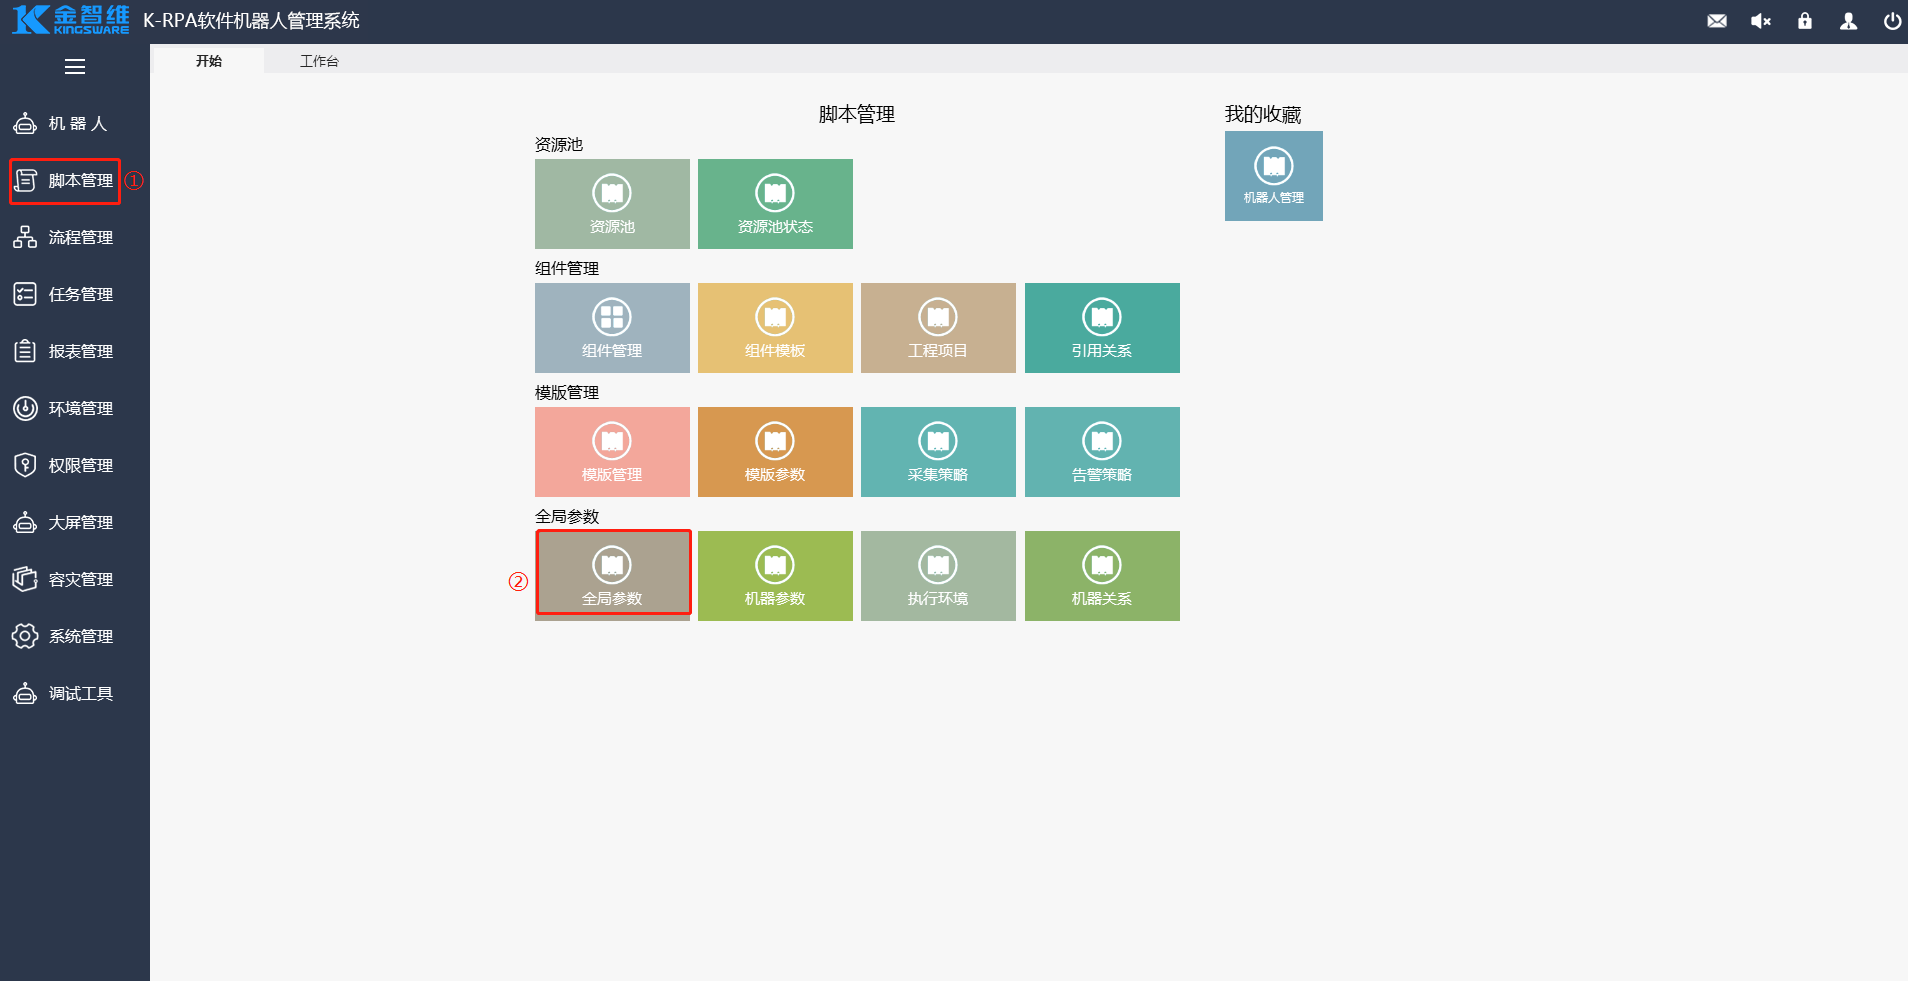 金智维
KINGSWARE
K-RPA软件机器人管理系统
开始
工作台
机器人
脚本管理 ①
流程管理
任务管理
报表管理
环境管理
权限管理
大屏管理
容灾管理
系统管理
调试工具
脚本管理
资源池
资源池
资源池状态
组件管理
组件管理
组件模板
工程项目
引用关系
模版管理
模版管理
模版参数
采集策略
告警策略
全局参数
②
全局参数
机器参数
执行环境
机器关系
我的收藏
机器人管理